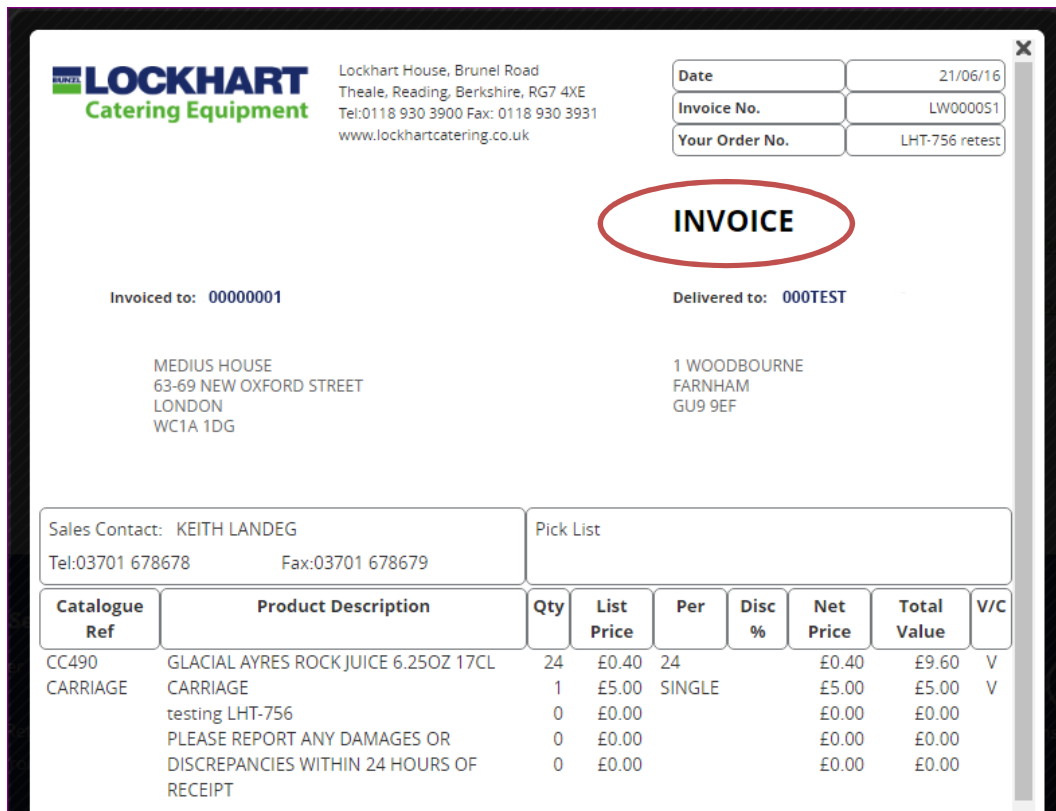 BUNZL LOCKHART
Catering Equipment
Lockhart House, Brunel Road
Theale, Reading, Berkshire, RG7 4XE
Tel:0118 930 3900 Fax: 0118 930 3931
www.lockhartcatering.co.uk
Date 21/06/16
Invoice No. LW0000S1
Your Order No. LHT-756 retest
INVOICE
Invoiced to: 00000001 Delivered to: 000TEST
MEDIUS HOUSE
63-69 NEW OXFORD STREET
LONDON
WC1A 1DG
1 WOODBOURNE
FARNHAM
GU9 9EF
Sales Contact: KEITH LANDEG
Tel:03701 678678 Fax:03701 678679
Pick List
Catalogue Ref Product Description Qty List Price Per Disc % Net Price Total Value V/C
CC490 GLACIAL AYRES ROCK JUICE 6.25OZ 17CL 24 £0.40 24 £0.40 £9.60 V
CARRIAGE CARRIAGE 1 £5.00 SINGLE £5.00 £5.00 V
testing LHT-756 0 £0.00 £0.00 £0.00
PLEASE REPORT ANY DAMAGES OR 0 £0.00 £0.00 £0.00
DISCREPANCIES WITHIN 24 HOURS OF 0 £0.00 £0.00 £0.00
RECEIPT